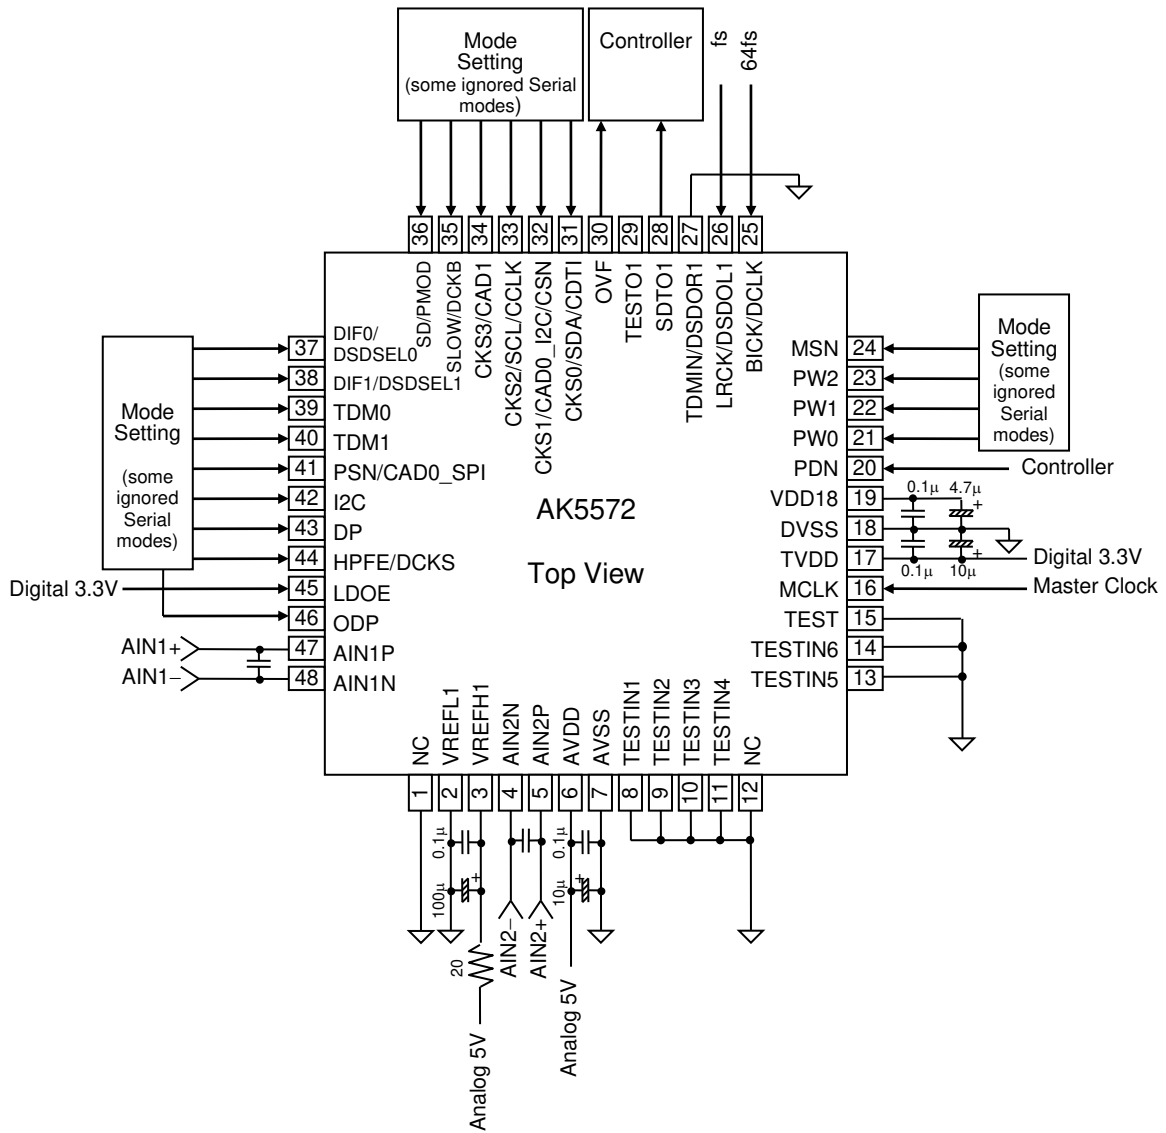 Mode
Setting
(some ignored Serial
modes)
Controller
fs
64fs
36
35
34
33
32
31
30
29
28
27
26
25
SD/PMOD
SLOW/DCKB
CKS3/CAD1
CKS2/SCL/CCLK
CKS1/CAD0_I2C/CSN
CKS0/SDA/CDTI
OVF
TESTO1
SDTO1
TDMIN/DSDOR1
LRCK/DSDOL1
BICK/DCLK
Mode
Setting
(some
ignored
Serial
modes)
37
DIF0/
DSDSEL0
38
DIF1/DSDSEL1
39
TDM0
40
TDM1
41
PSN/CAD0_SPI
42
I2C
43
DP
44
HPFE/DCKS
Digital 3.3V
45
LDOE
46
ODP
AIN1+
47
AIN1P
AIN1−
48
AIN1N
AK5572
Top View
MSN
24
PW2
23
PW1
22
PW0
21
Mode
Setting
(some
ignored
Serial
modes)
PDN
20
Controller
VDD18
19
0.1μ
4.7μ
+
DVSS
18
TVDD
17
0.1μ
10μ
+
Digital 3.3V
MCLK
16
Master Clock
TEST
15
TESTIN6
14
TESTIN5
13
NC
VREFL1
VREFH1
AIN2N
AIN2P
AVDD
AVSS
TESTIN1
TESTIN2
TESTIN3
TESTIN4
NC
1
2
3
4
5
6
7
8
9
10
11
12
0.1μ
100μ
+
0.1μ
10μ
+
20
AIN2−
AIN2+
Analog 5V
Analog 5V